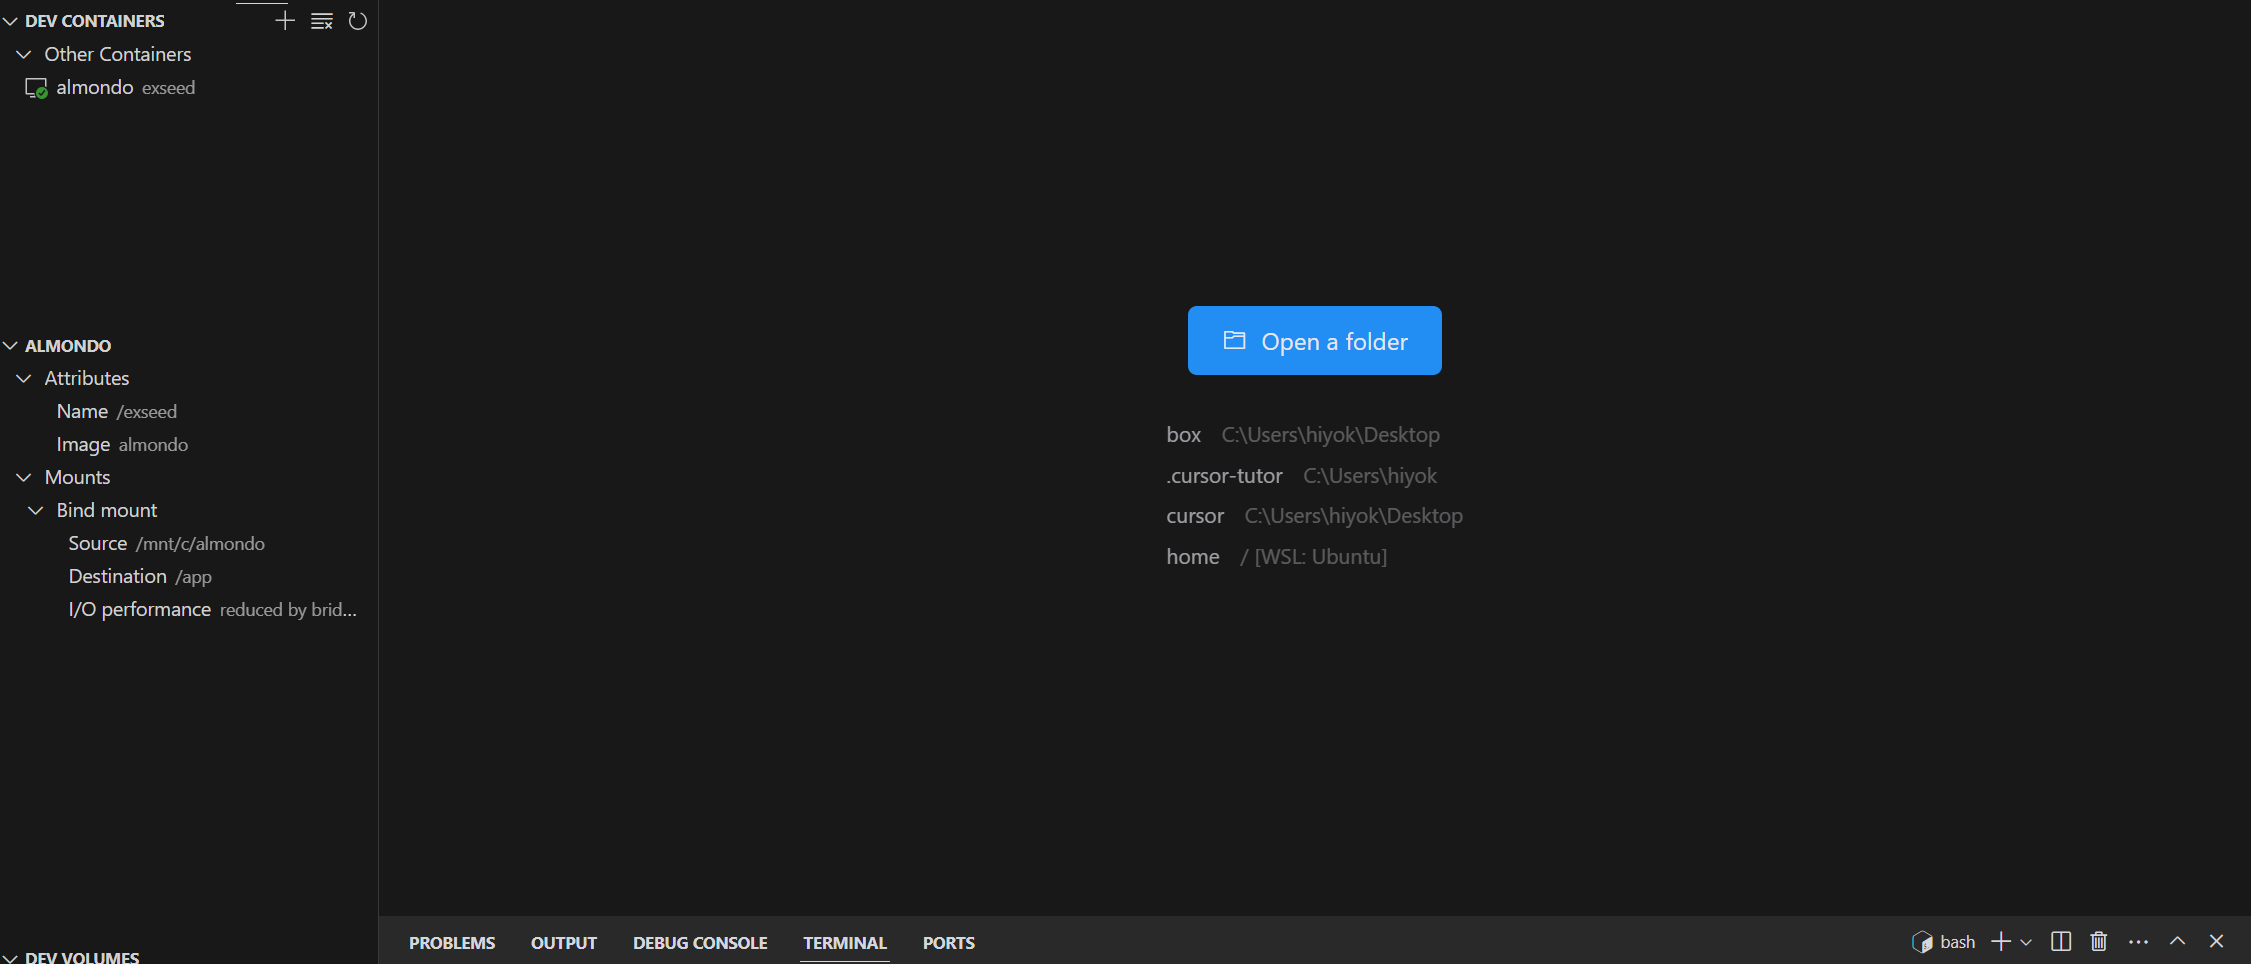 DEV CONTAINERS
Other Containers
almondo exseed
ALMONDO
Attributes
Name /exseed
Image almondo
Mounts
Bind mount
Source /mnt/c/almondo
Destination /app
I/O performance reduced by brid...
DEV VOLUMES
Open a folder
box C:\Users\hiyok\Desktop
.cursor-tutor C:\Users\hiyok
cursor C:\Users\hiyok\Desktop
home / [WSL: Ubuntu]
PROBLEMS OUTPUT DEBUG CONSOLE TERMINAL PORTS bash